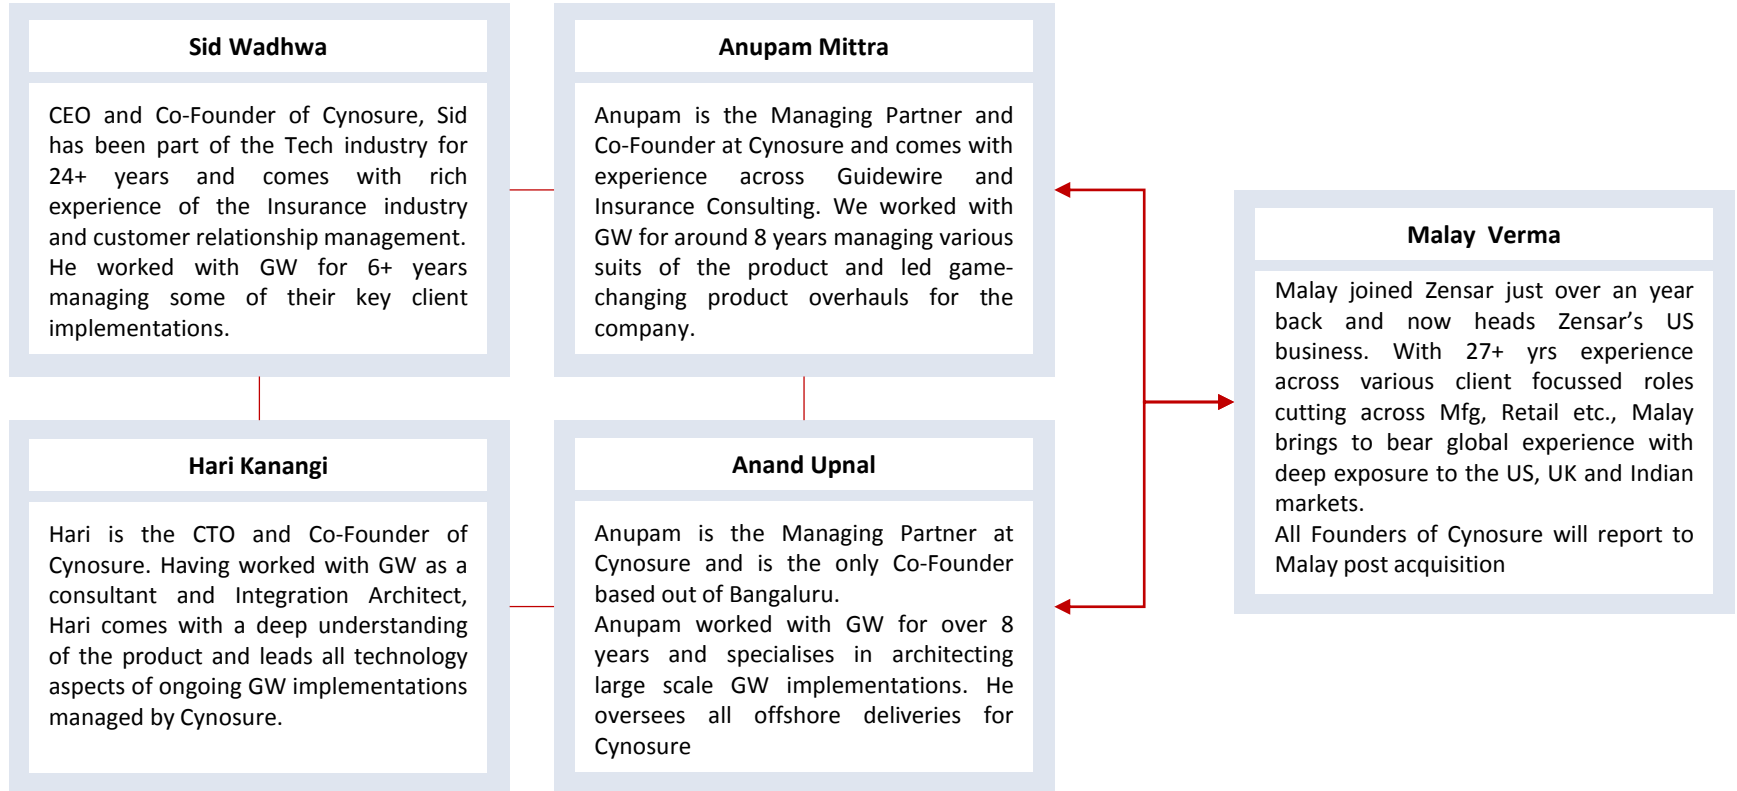 Sid Wadhwa
CEO and Co-Founder of Cynosure, Sid
has been part of the Tech industry for
24+ years and comes with rich
experience of the Insurance industry
and customer relationship management.
He worked with GW for 6+ years
managing some of their key client
implementations.
Anupam Mittra
Anupam is the Managing Partner and
Co-Founder at Cynosure and comes with
experience across Guidewire and
Insurance Consulting. We worked with
GW for around 8 years managing various
suits of the product and led game-
changing product overhauls for the
company.
Hari Kanangi
Hari is the CTO and Co-Founder of
Cynosure. Having worked with GW as a
consultant and Integration Architect,
Hari comes with a deep understanding
of the product and leads all technology
aspects of ongoing GW implementations
managed by Cynosure.
Anand Upnal
Anupam is the Managing Partner at
Cynosure and is the only Co-Founder
based out of Bangaluru.
Anupam worked with GW for over 8
years and specialises in architecting
large scale GW implementations. He
oversees all offshore deliveries for
Cynosure
Malay  Verma
Malay joined Zensar just over an year
back and now heads Zensar’s US
business. With 27+ yrs experience
across various client focussed roles
cutting across Mfg, Retail etc., Malay
brings to bear global experience with
deep exposure to the US, UK and Indian
markets.
All Founders of Cynosure will report to
Malay post acquisition